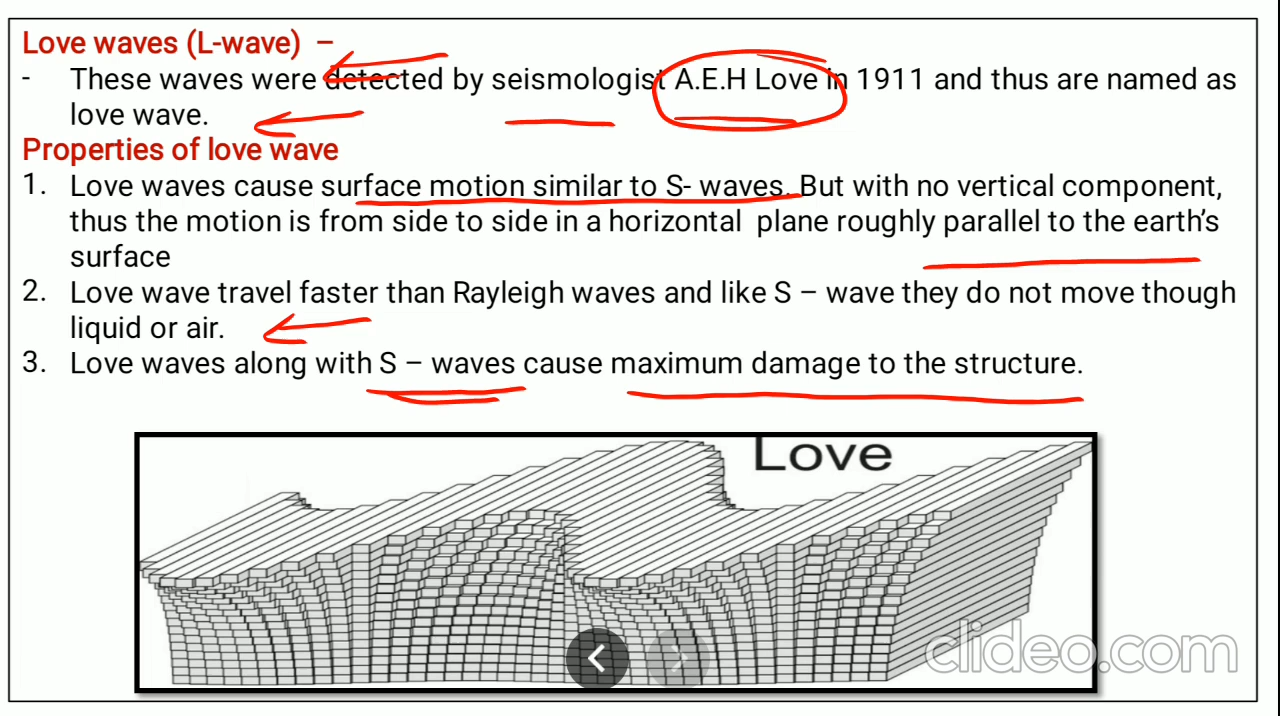 Love waves (L-wave) –
- These waves were detected by seismologist A.E.H Love in 1911 and thus are named as
love wave.
Properties of love wave
1. Love waves cause surface motion similar to S- waves. But with no vertical component,
thus the motion is from side to side in a horizontal plane roughly parallel to the earth's
surface
2. Love wave travel faster than Rayleigh waves and like S – wave they do not move though
liquid or air.
3. Love waves along with S – waves cause maximum damage to the structure.
Love
clideo.com